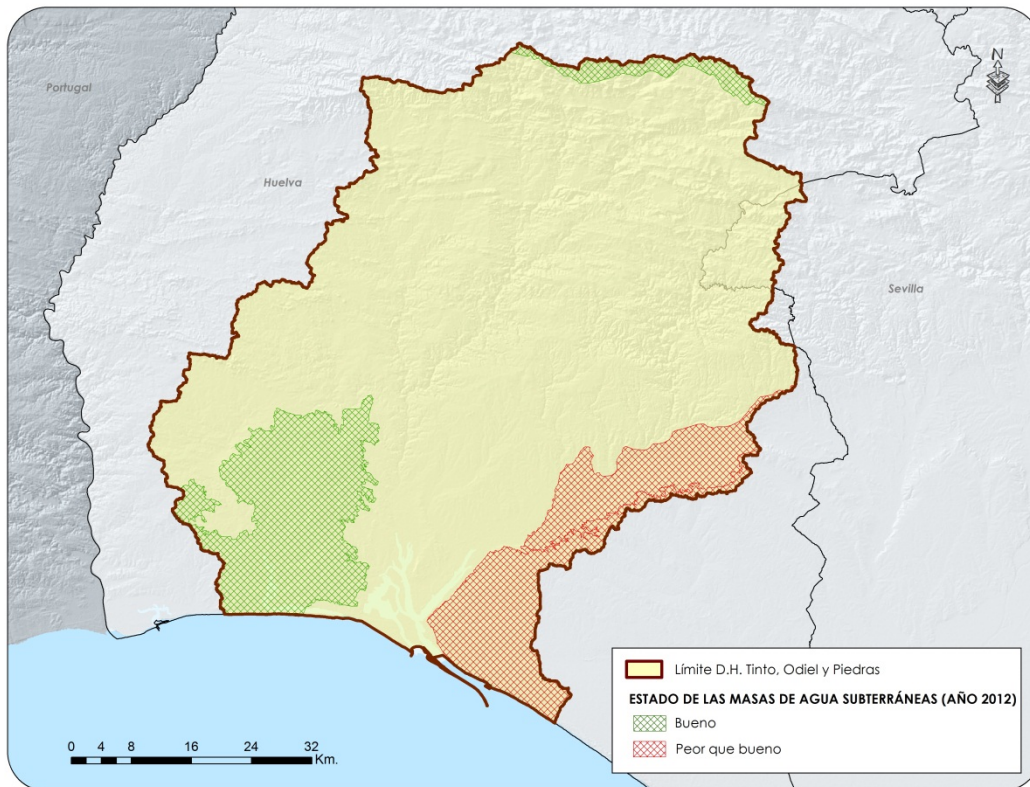 N
Portugal
Huelva
Sevilla
Límite D.H. Tinto, Odiel y Piedras
ESTADO DE LAS MASAS DE AGUA SUBTERRÁNEAS (AÑO 2012)
Bueno
Peor que bueno
0 4 8 16 24 32
Km.